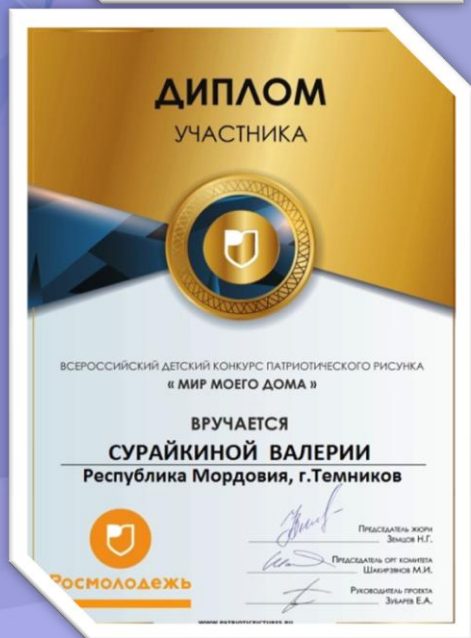 ДИПЛОМ
УЧАСТНИКА
ВСЕРОССИЙСКИЙ ДЕТСКИЙ КОНКУРС ПАТРИОТИЧЕСКОГО РИСУНКА
« МИР МОЕГО ДОМА »
ВРУЧАЕТСЯ
СУРАЙКИНОЙ ВАЛЕРИИ
Республика Мордовия, г.Темников
Председатель жюри
Земцов Н.Г.
Председатель орг комитета
Шакирзянов М.И.
Руководитель проекта
Зубарев Е.А.
Росмолодежь